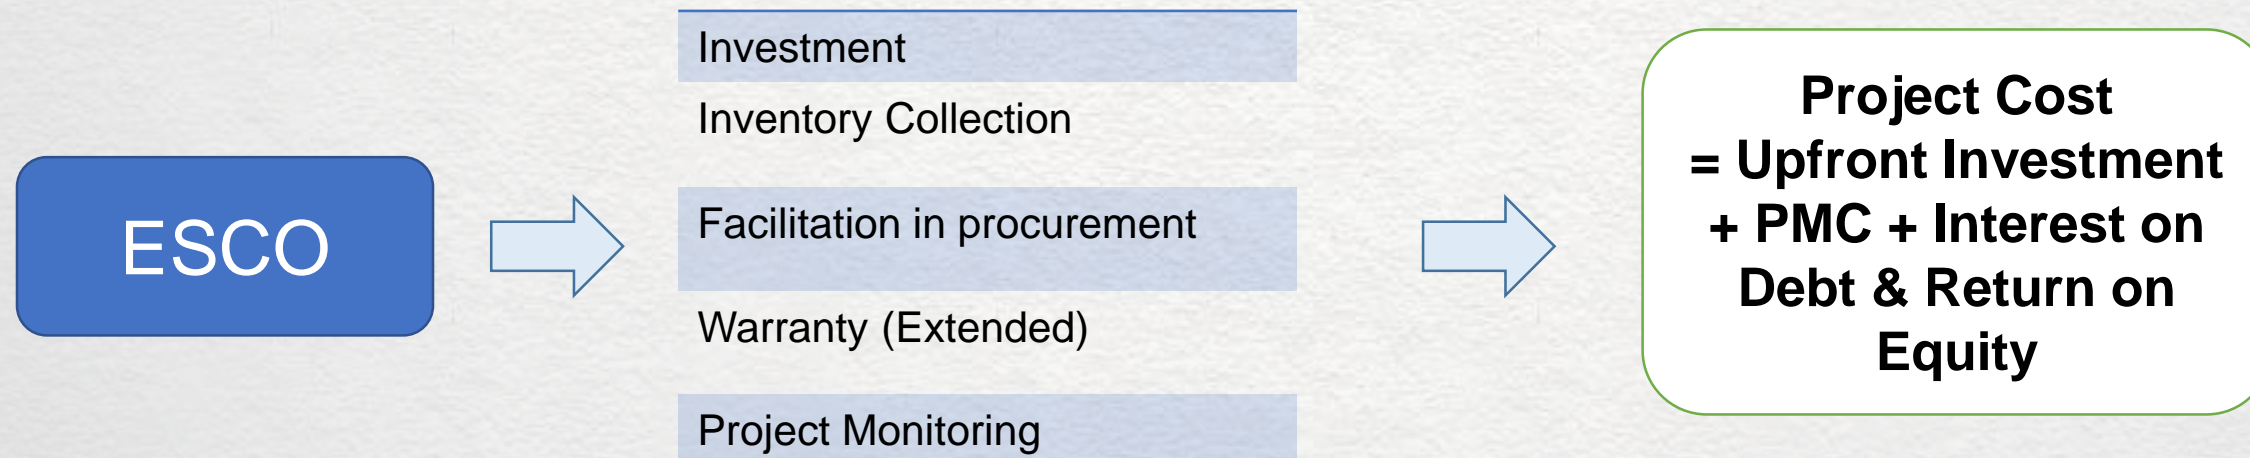 ESCO
Investment
Inventory Collection
Facilitation in procurement
Warranty (Extended)
Project Monitoring
Project Cost
= Upfront Investment
+ PMC + Interest on
Debt & Return on
Equity